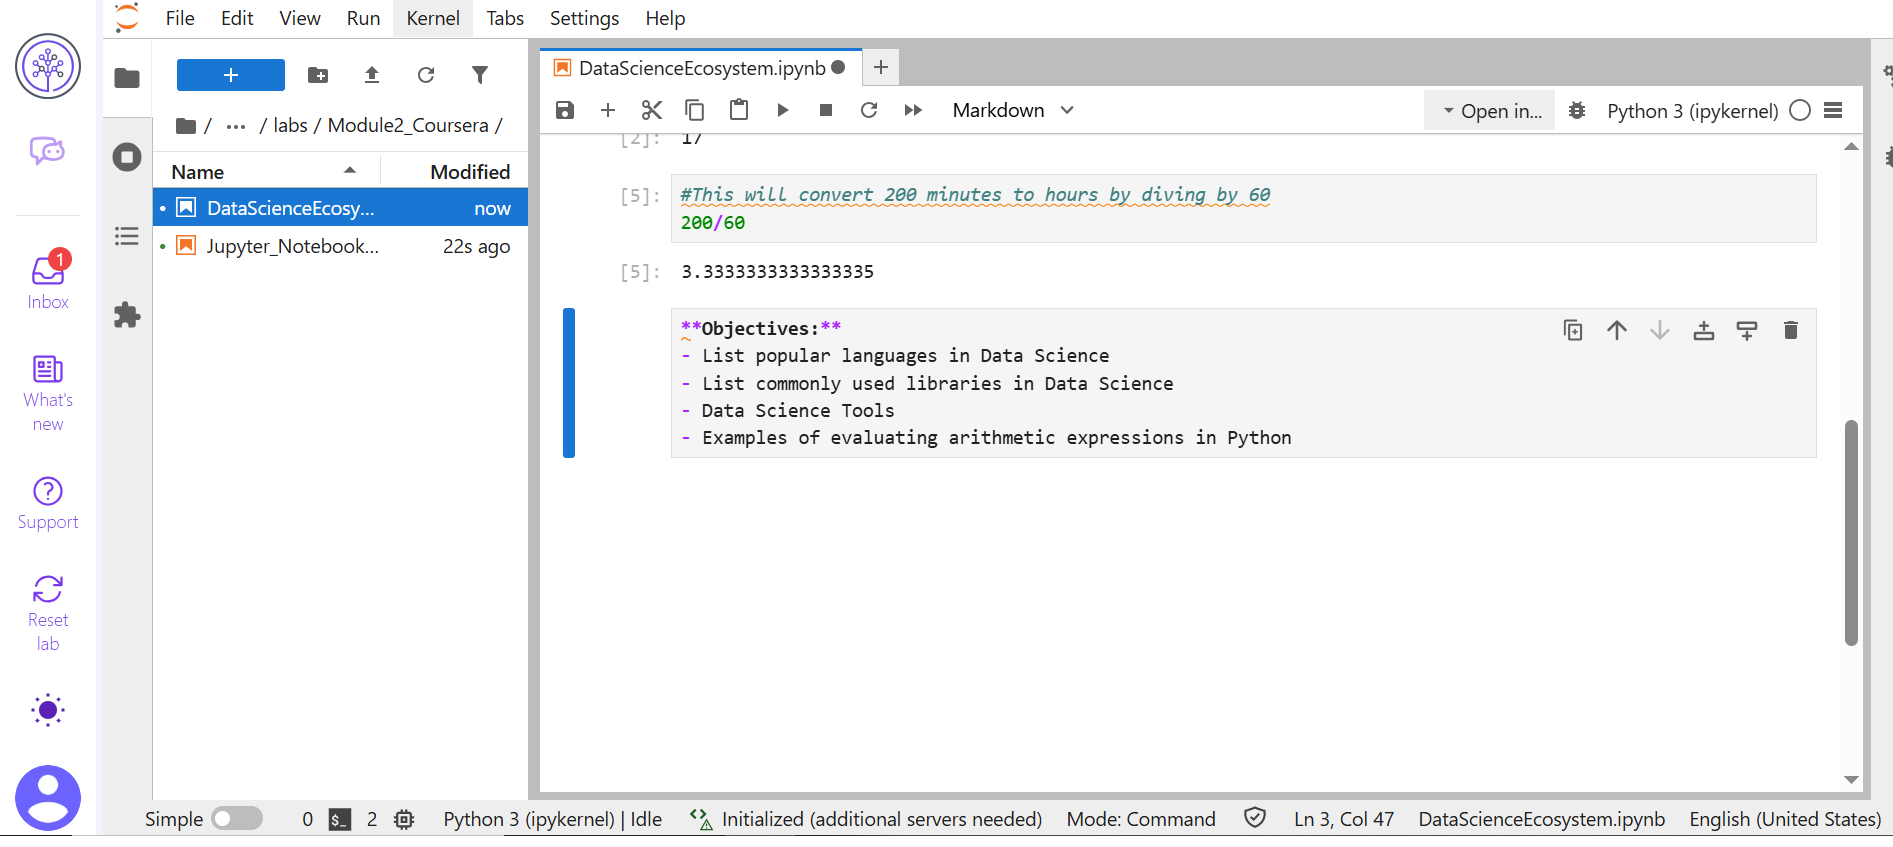 File Edit View Run Kernel Tabs Settings Help
Inbox
1
What's
new
Support
Reset
lab
+
/ ... / labs / Module2_Coursera /
Name Modified
DataScienceEcosy... now
Jupyter_Notebook... 22s ago
DataScienceEcosystem.ipynb
Markdown
Open in...
Python 3 (ipykernel)
[2]: 17
[5]: #This will convert 200 minutes to hours by diving by 60
200/60
[5]: 3.3333333333333335
**Objectives:**
- List popular languages in Data Science
- List commonly used libraries in Data Science
- Data Science Tools
- Examples of evaluating arithmetic expressions in Python
Simple 0 $_ 2 Python 3 (ipykernel) | Idle Initialized (additional servers needed) Mode: Command Ln 3, Col 47 DataScienceEcosystem.ipynb English (United States)